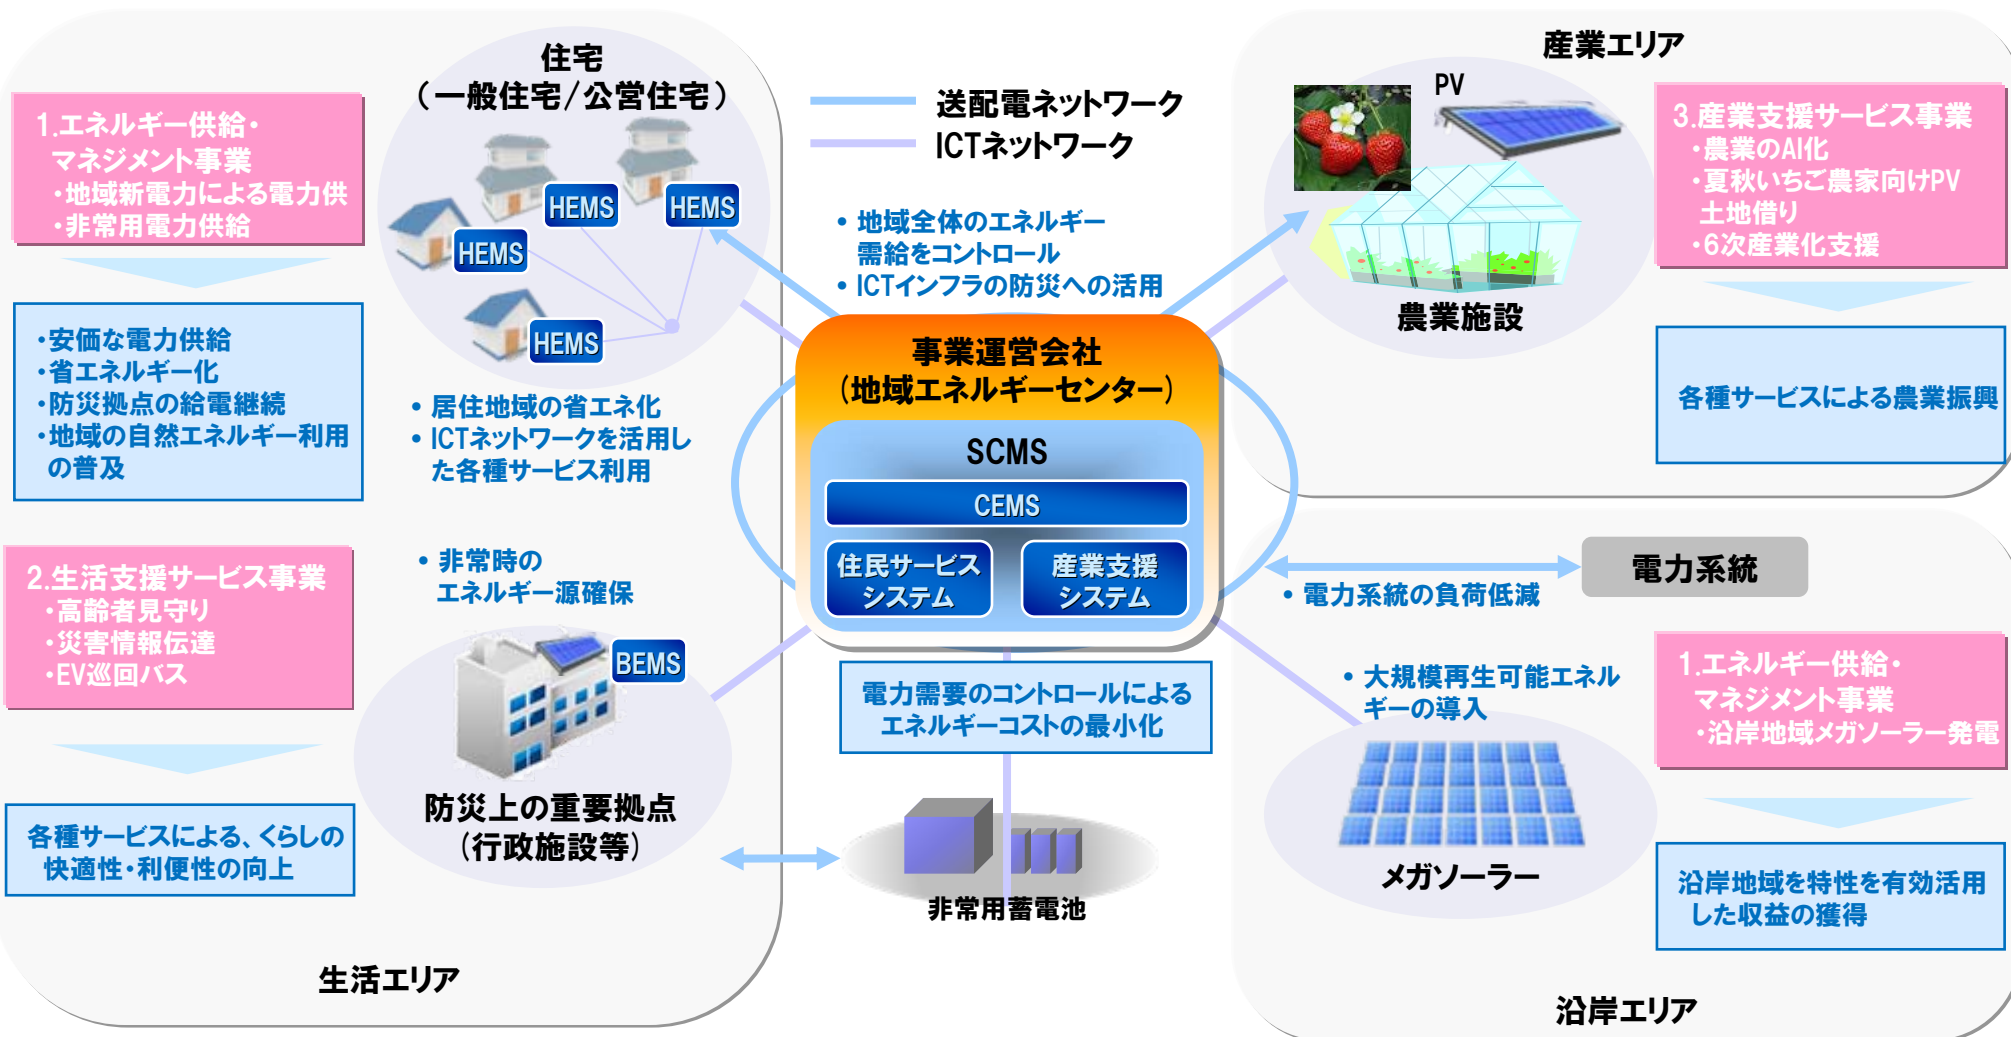 住宅
（一般住宅/公営住宅）
1.エネルギー供給・
マネジメント事業
・地域新電力による電力供
・非常用電力供給
・安価な電力供給
・省エネルギー化
・防災拠点の給電継続
・地域の自然エネルギー利用
の普及
HEMS
HEMS
HEMS
HEMS
• 居住地域の省エネ化
• ICTネットワークを活用し
た各種サービス利用
2.生活支援サービス事業
・高齢者見守り
・災害情報伝達
・EV巡回バス
各種サービスによる、くらしの
快適性・利便性の向上
• 非常時の
エネルギー源確保
BEMS
防災上の重要拠点
(行政施設等)
生活エリア
送配電ネットワーク
ICTネットワーク
• 地域全体のエネルギー
需給をコントロール
• ICTインフラの防災への活用
事業運営会社
(地域エネルギーセンター)
SCMS
CEMS
住民サービス
システム
産業支援
システム
電力需要のコントロールによる
エネルギーコストの最小化
非常用蓄電池
産業エリア
PV
農業施設
3.産業支援サービス事業
・農業のAI化
・夏秋いちご農家向けPV
土地借り
・6次産業化支援
各種サービスによる農業振興
電力系統
• 電力系統の負荷低減
• 大規模再生可能エネル
ギーの導入
メガソーラー
1.エネルギー供給・
マネジメント事業
・沿岸地域メガソーラー発電
沿岸地域を特性を有効活用
した収益の獲得
沿岸エリア